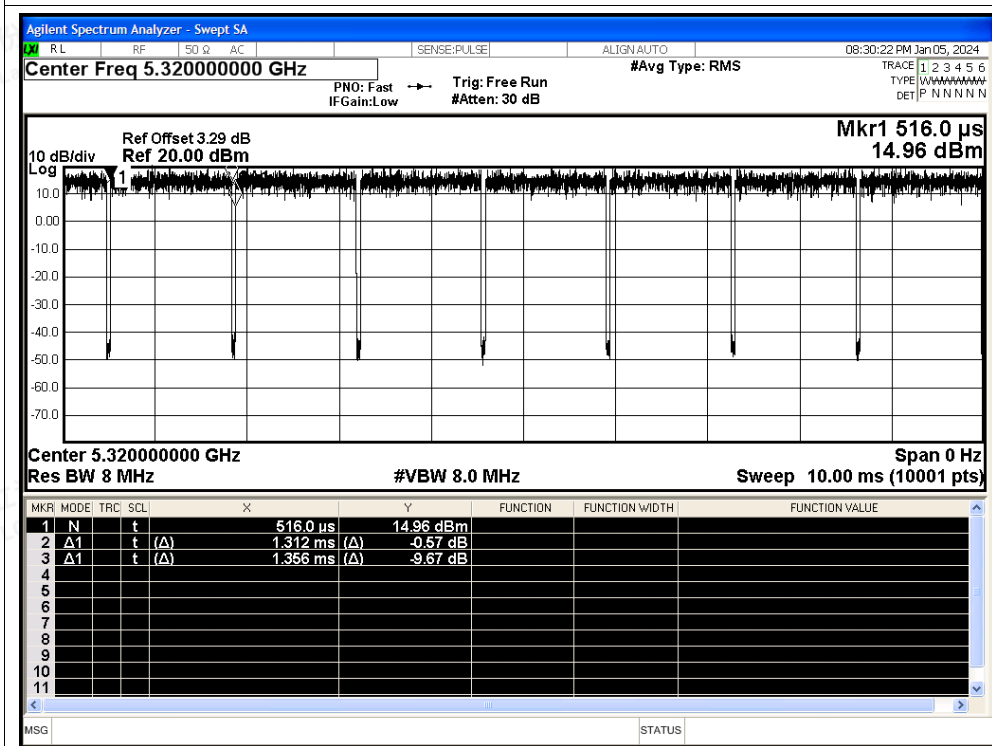 Agilent Spectrum Analyzer - Swept SA
LXI RL RF 50 Ω AC SENSE:PULSE ALIGN AUTO 08:30:22 PM Jan 05, 2024
Center Freq 5.320000000 GHz
PNO: Fast
IFGain:Low
Trig: Free Run
#Atten: 30 dB
#Avg Type: RMS
TRACE 1 2 3 4 5 6
TYPE WWWWWW
DET P N N N N N
Mkr1 516.0 µs
14.96 dBm
Ref Offset 3.29 dB
10 dB/div Ref 20.00 dBm
Log
1
10.0
0.00
-10.0
-20.0
-30.0
-40.0
-50.0
-60.0
-70.0
Center 5.320000000 GHz Span 0 Hz
Res BW 8 MHz #VBW 8.0 MHz Sweep 10.00 ms (10001 pts)
MKR MODE TRC SCL X Y FUNCTION FUNCTION WIDTH FUNCTION VALUE
1 N t 516.0 µs 14.96 dBm
2 Δ1 t (Δ) 1.312 ms (Δ) -0.57 dB
3 Δ1 t (Δ) 1.356 ms (Δ) -9.67 dB
4
5
6
7
8
9
10
11
MSG STATUS